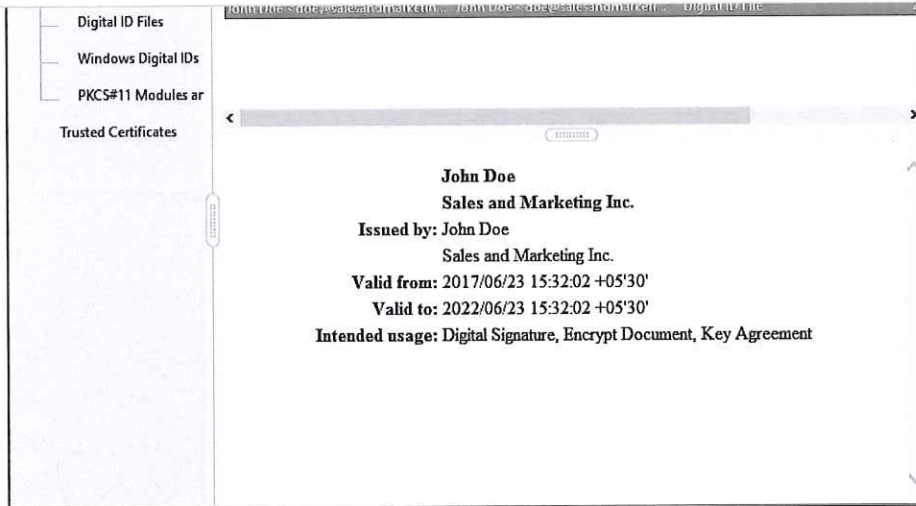 Digital ID Files
Windows Digital IDs
PKCS#11 Modules ar
Trusted Certificates
John Doe
Sales and Marketing Inc.
Issued by: John Doe
Sales and Marketing Inc.
Valid from: 2017/06/23 15:32:02 +05'30'
Valid to: 2022/06/23 15:32:02 +05'30'
Intended usage: Digital Signature, Encrypt Document, Key Agreement